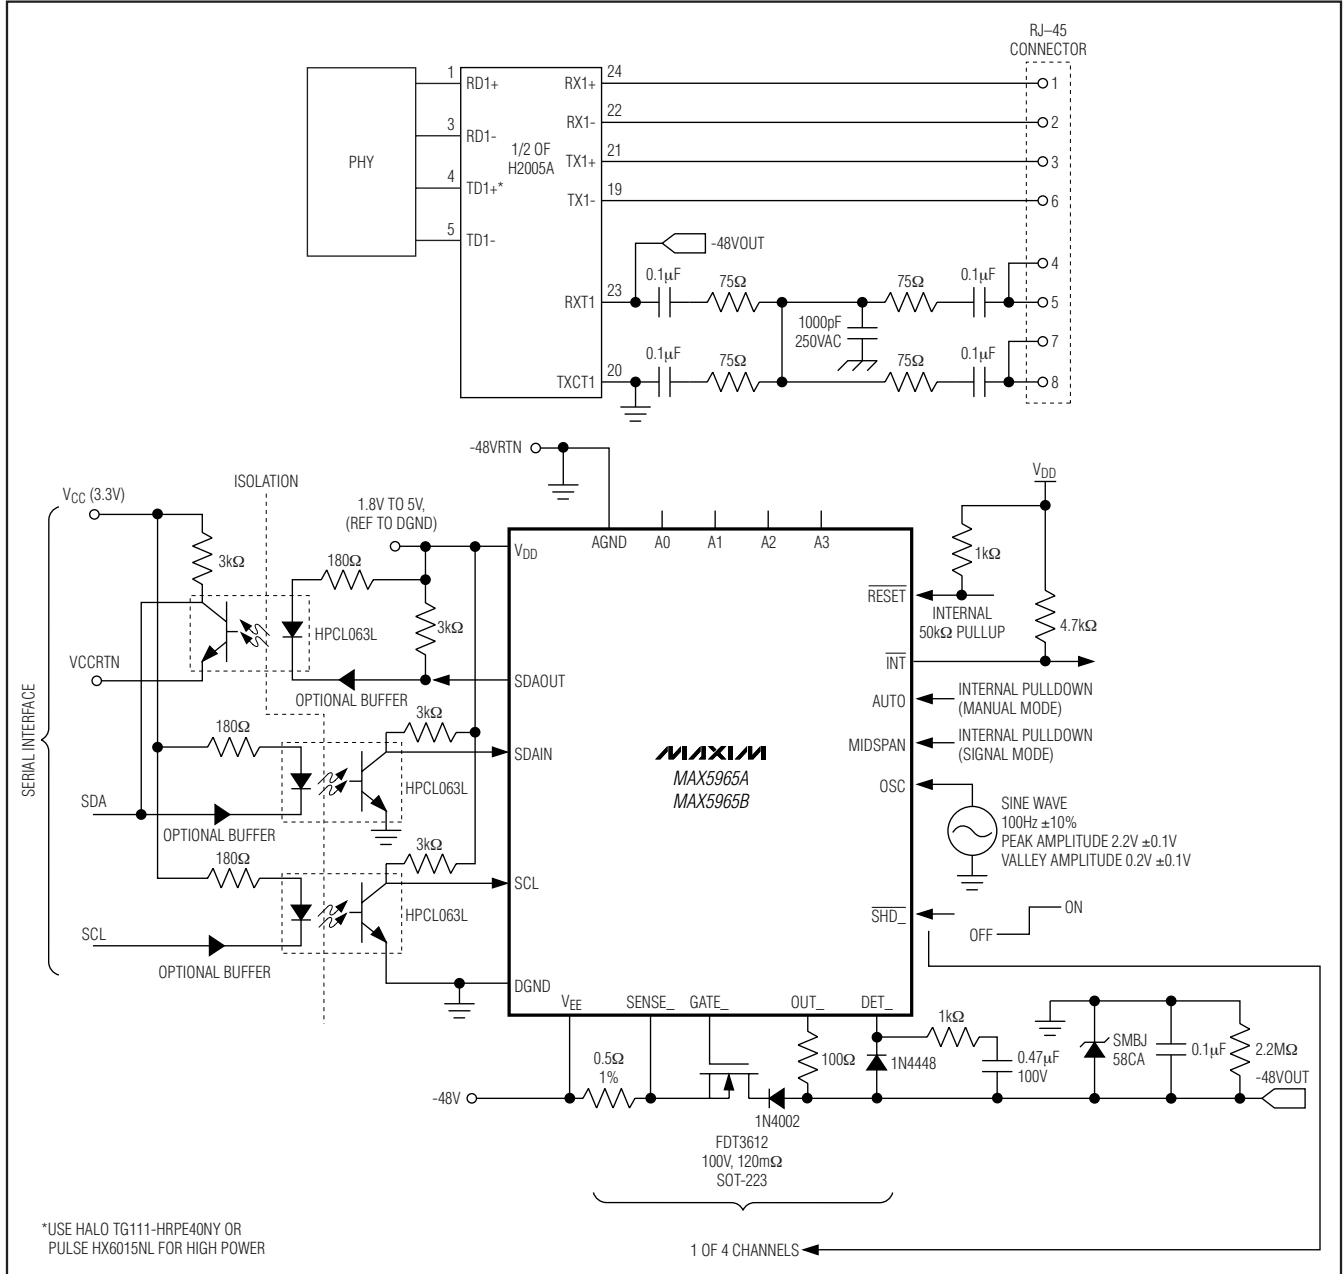 RJ–45
CONNECTOR
PHY
1
RD1+
3
RD1-
4
TD1+*
5
TD1-
1/2 OF
H2005A
RX1+
24
RX1-
22
TX1+
21
TX1-
19
RXT1
23
TXCT1
20
1
2
3
6
4
5
7
8
-48VOUT
0.1µF
75Ω
75Ω
0.1µF
1000pF
250VAC
0.1µF
75Ω
75Ω
0.1µF
-48VRTN
ISOLATION
VCC (3.3V)
1.8V TO 5V,
(REF TO DGND)
3kΩ
180Ω
HPCL063L
3kΩ
VCCRTN
OPTIONAL BUFFER
SERIAL INTERFACE
180Ω
3kΩ
HPCL063L
SDA
OPTIONAL BUFFER
180Ω
3kΩ
HPCL063L
SCL
OPTIONAL BUFFER
VDD
AGND
A0
A1
A2
A3
SDAOUT
SDAIN
SCL
DGND
MAXIM
MAX5965A
MAX5965B
RESET
INT
AUTO
MIDSPAN
OSC
SHD_
VEE
SENSE_
GATE_
OUT_
DET_
VDD
1kΩ
INTERNAL
50kΩ PULLUP
4.7kΩ
INTERNAL PULLDOWN
(MANUAL MODE)
INTERNAL PULLDOWN
(SIGNAL MODE)
SINE WAVE
100Hz ±10%
PEAK AMPLITUDE 2.2V ±0.1V
VALLEY AMPLITUDE 0.2V ±0.1V
ON
OFF
-48V
0.5Ω
1%
FDT3612
100V, 120mΩ
SOT-223
1N4002
100Ω
1N4448
1kΩ
0.47µF
100V
SMBJ
58CA
0.1µF
2.2MΩ
-48VOUT
1 OF 4 CHANNELS
*USE HALO TG111-HRPE40NY OR
PULSE HX6015NL FOR HIGH POWER